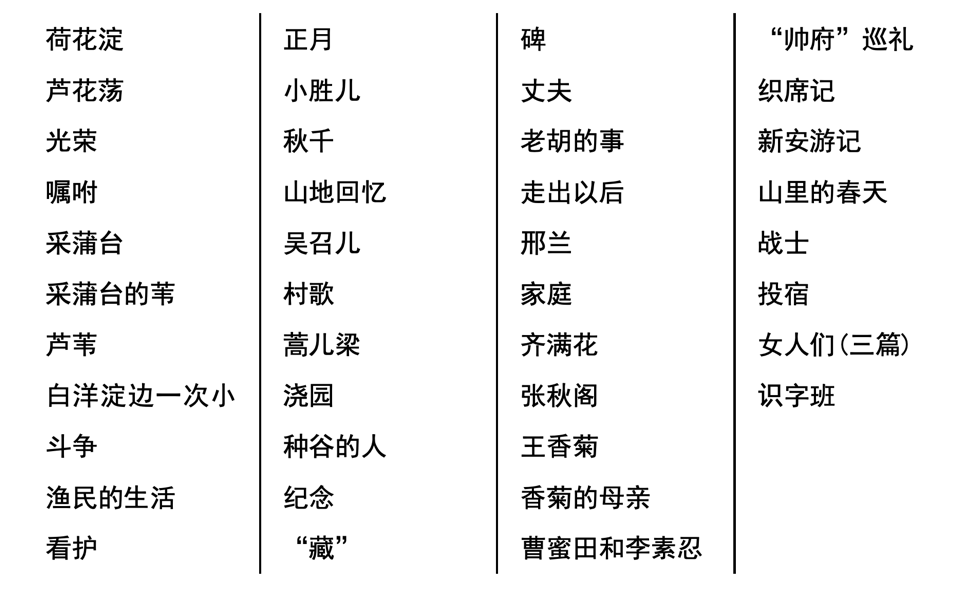 荷花淀
芦花荡
光荣
嘱咐
采蒲台
采蒲台的苇
芦苇
白洋淀边一次小
斗争
渔民的生活
看护
正月
小胜儿
秋千
山地回忆
吴召儿
村歌
蒿儿梁
浇园
种谷的人
纪念
“藏”
碑
丈夫
老胡的事
走出以后
邢兰
家庭
齐满花
张秋阁
王香菊
香菊的母亲
曹蜜田和李素忍
“帅府”巡礼
织席记
新安游记
山里的春天
战士
投宿
女人们(三篇)
识字班